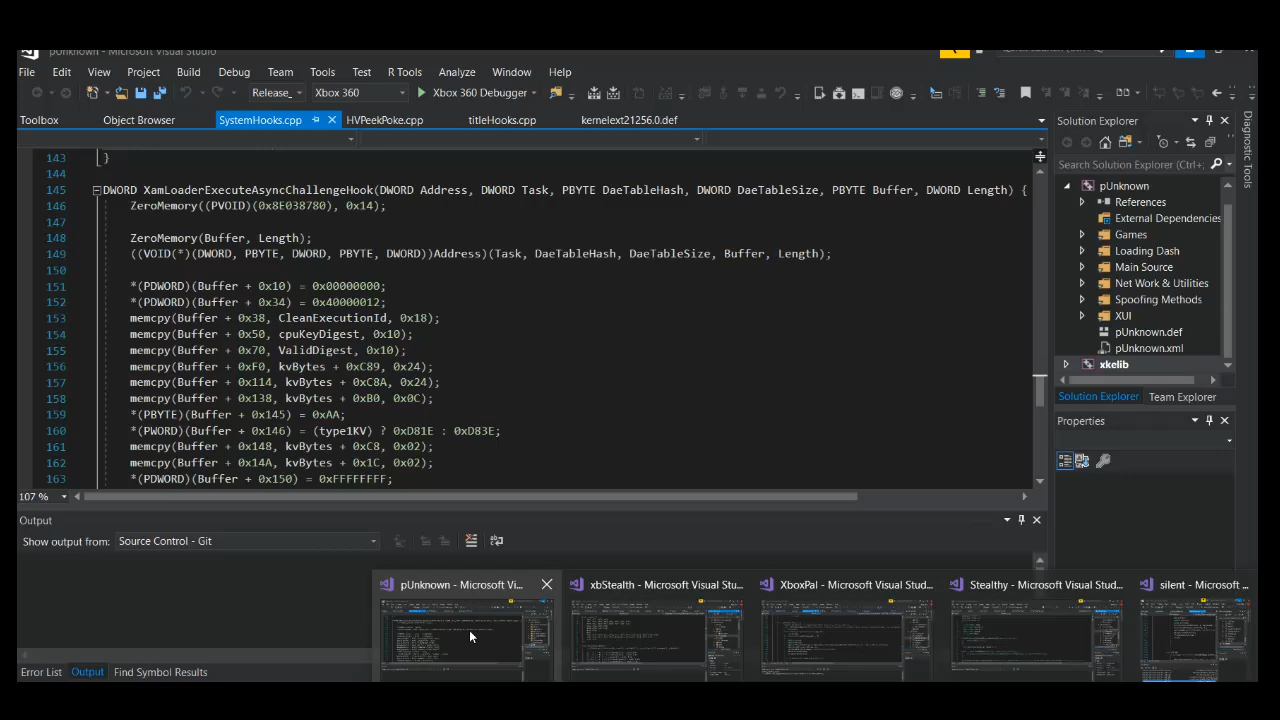 pUnknown - Microsoft Visual Studio
File Edit View Project Build Debug Team Tools Test R Tools Analyze Window Help
Release_ Xbox 360 Xbox 360 Debugger
Toolbox Object Browser SystemHooks.cpp HVPeekPoke.cpp titleHooks.cpp kernelext21256.0.def
143 }
144
145 DWORD XamLoaderExecuteAsyncChallengeHook(DWORD Address, DWORD Task, PBYTE DaeTableHash, DWORD DaeTableSize, PBYTE Buffer, DWORD Length) {
146 ZeroMemory((PVOID)(0x8E038780), 0x14);
147
148 ZeroMemory(Buffer, Length);
149 ((VOID(*)(DWORD, PBYTE, DWORD, PBYTE, DWORD))Address)(Task, DaeTableHash, DaeTableSize, Buffer, Length);
150
151 *(PDWORD)(Buffer + 0x10) = 0x00000000;
152 *(PDWORD)(Buffer + 0x34) = 0x40000012;
153 memcpy(Buffer + 0x38, CleanExecutionId, 0x18);
154 memcpy(Buffer + 0x50, cpuKeyDigest, 0x10);
155 memcpy(Buffer + 0x70, ValidDigest, 0x10);
156 memcpy(Buffer + 0xF0, kvBytes + 0xC89, 0x24);
157 memcpy(Buffer + 0x114, kvBytes + 0xC8A, 0x24);
158 memcpy(Buffer + 0x138, kvBytes + 0xB0, 0x0C);
159 *(PBYTE)(Buffer + 0x145) = 0xAA;
160 *(PWORD)(Buffer + 0x146) = (type1KV) ? 0xD81E : 0xD83E;
161 memcpy(Buffer + 0x148, kvBytes + 0xC8, 0x02);
162 memcpy(Buffer + 0x14A, kvBytes + 0x1C, 0x02);
163 *(PDWORD)(Buffer + 0x150) = 0xFFFFFFFF;
107 %
Solution Explorer
Search Solution Explorer (Ctrl+;
pUnknown
References
External Dependencies
Games
Loading Dash
Main Source
Net Work & Utilities
Spoofing Methods
XUI
pUnknown.def
pUnknown.xml
xkelib
Solution Explorer Team Explorer
Properties
Diagnostic Tools
Output
Show output from: Source Control - Git
pUnknown - Microsoft Vi... xbStealth - Microsoft Visual Stu... XboxPal - Microsoft Visual Stud... Stealthy - Microsoft Visual Stud... silent - Microsoft ...
Error List Output Find Symbol Results